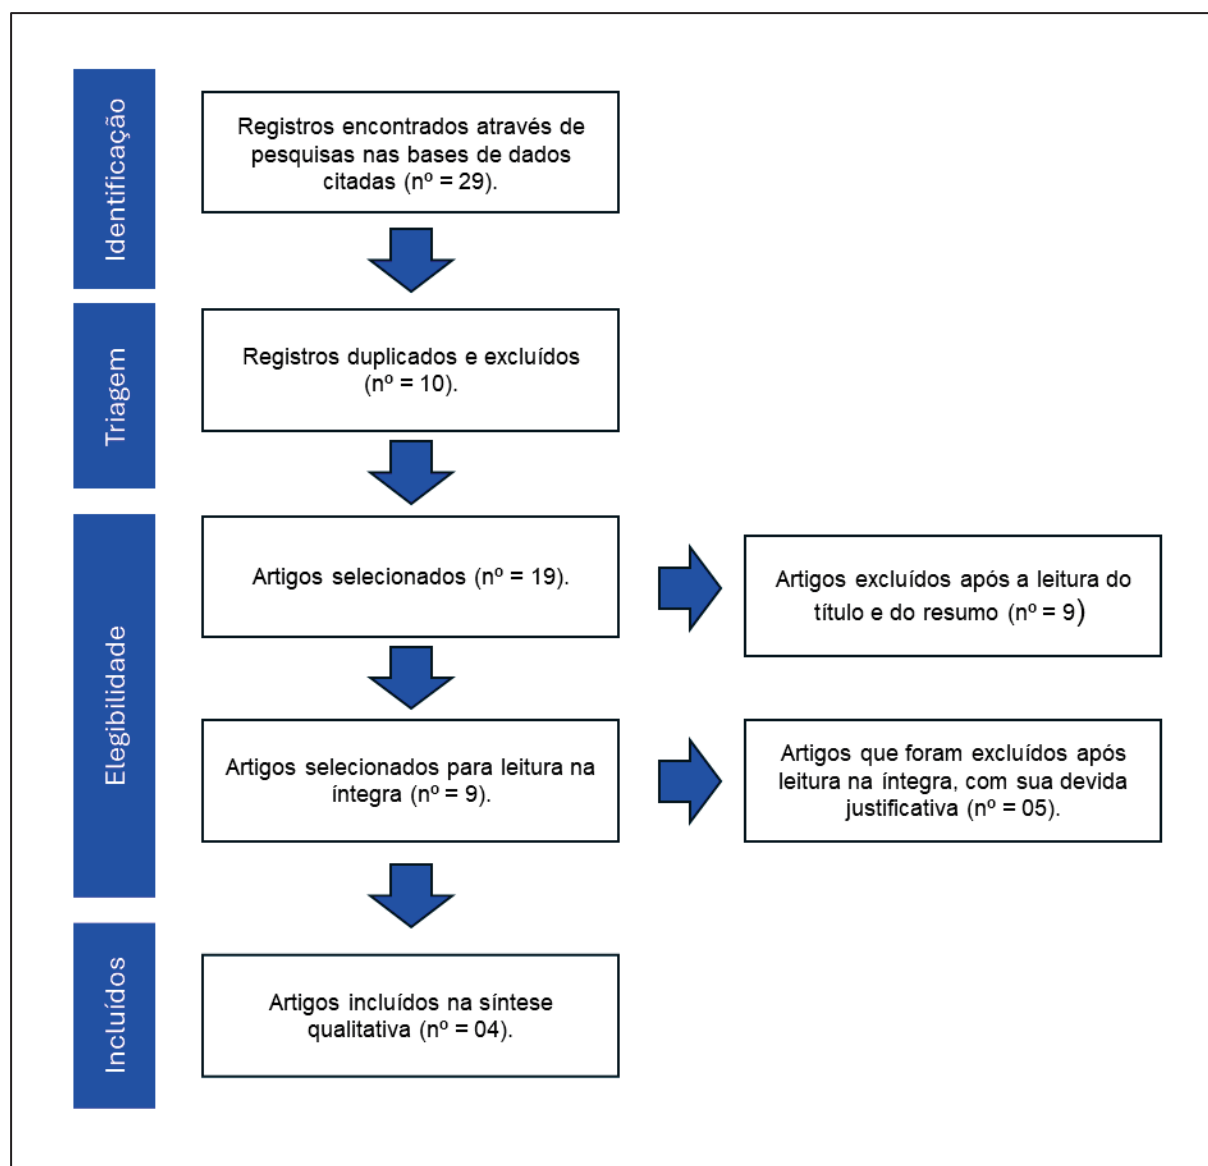 Identificação
Registros encontrados através de
pesquisas nas bases de dados
citadas (nº = 29).
Triagem
Registros duplicados e excluídos
(nº = 10).
Elegibilidade
Artigos selecionados (nº = 19).
Artigos excluídos após a leitura do
título e do resumo (nº = 9)
Artigos selecionados para leitura na
íntegra (nº = 9).
Artigos que foram excluídos após
leitura na íntegra, com sua devida
justificativa (nº = 05).
Incluídos
Artigos incluídos na síntese
qualitativa (nº = 04).